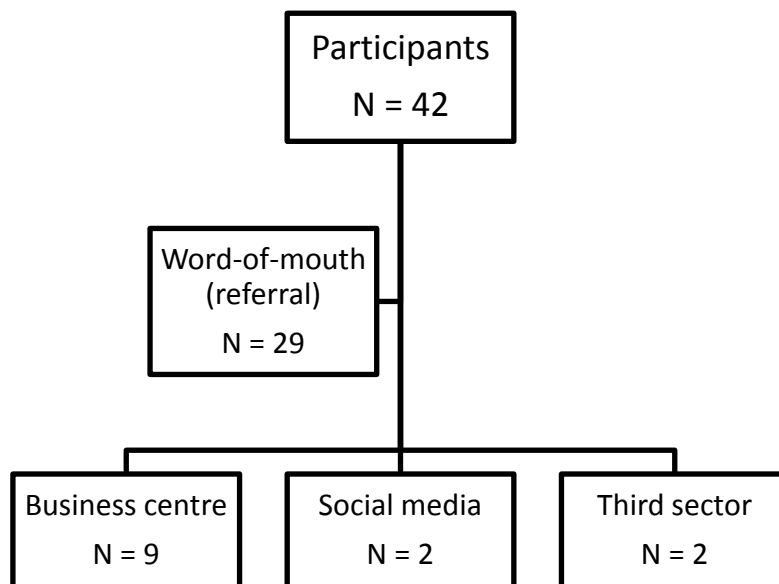 Participants
N = 42
Word-of-mouth
(referral)
N = 29
Business centre
N = 9
Social media
N = 2
Third sector
N = 2